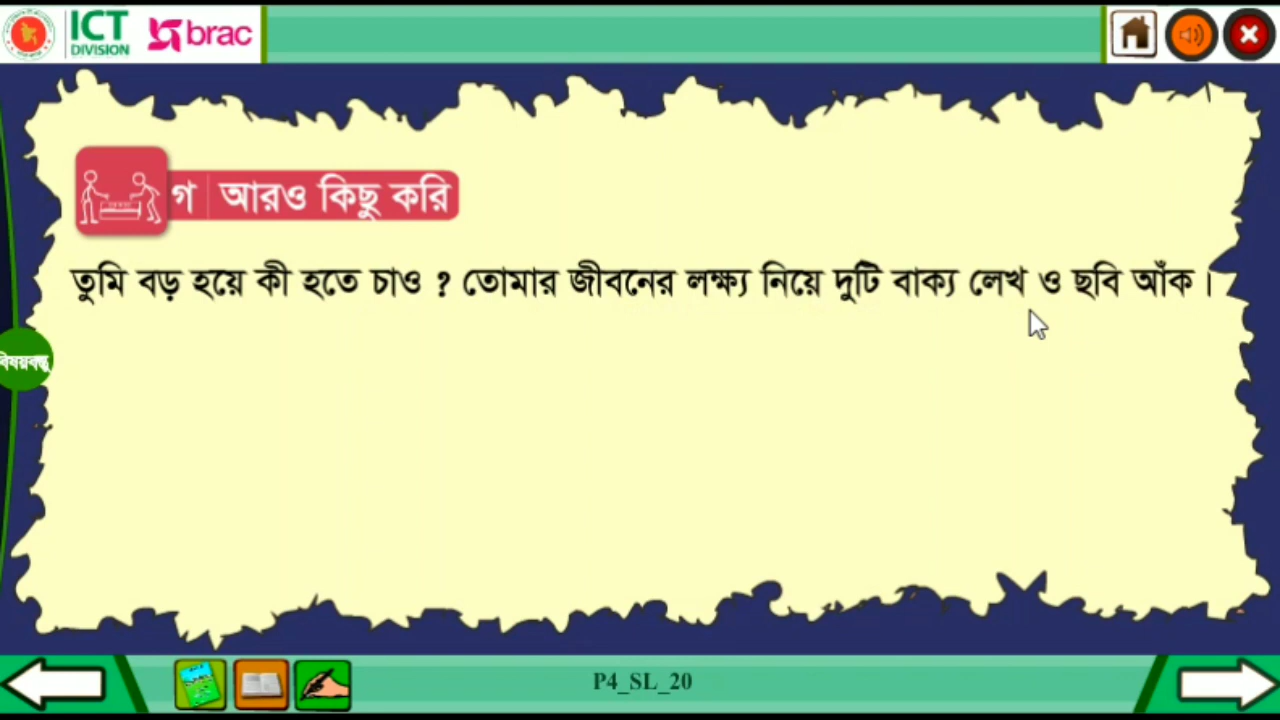 ICT
DIVISION
brac
গ আরও কিছু করি
তুমি বড় হয়ে কী হতে চাও ? তোমার জীবনের লক্ষ্য নিয়ে দুটি বাক্য লেখ ও ছবি আঁক।
বিষয়বস্তু
P4_SL_20